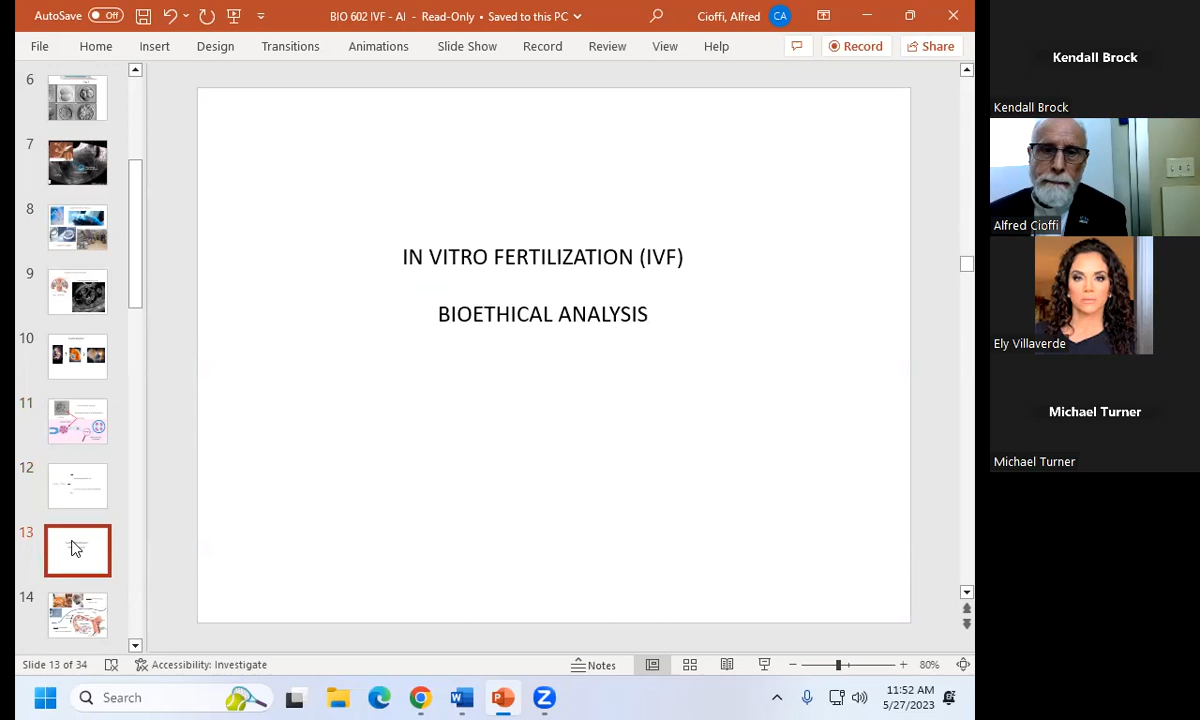 AutoSave Off
BIO 602 IVF - AI - Read-Only • Saved to this PC
Cioffi, Alfred CA
File Home Insert Design Transitions Animations Slide Show Record Review View Help
Record Share
6
7
8
9
10
11
12
13
14
IN VITRO FERTILIZATION (IVF)
BIOETHICAL ANALYSIS
Slide 13 of 34 Accessibility: Investigate Notes 80%
Search
11:52 AM
5/27/2023
Kendall Brock
Kendall Brock
Alfred Cioffi
Ely Villaverde
Michael Turner
Michael Turner